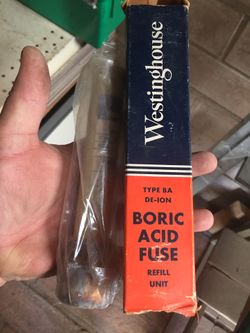 Westinghouse
TYPE BA
DE-ION
BORIC
ACID
FUSE
REFILL
UNIT